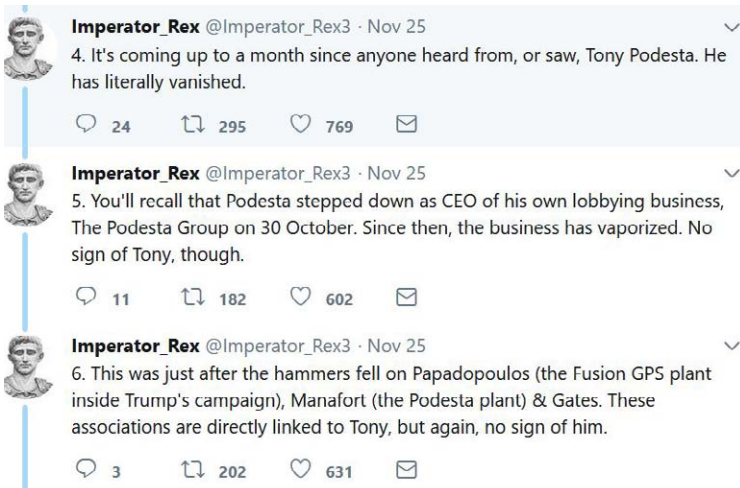 Imperator_Rex @Imperator_Rex3 · Nov 25
4. It's coming up to a month since anyone heard from, or saw, Tony Podesta. He
has literally vanished.
24 295 769
Imperator_Rex @Imperator_Rex3 · Nov 25
5. You'll recall that Podesta stepped down as CEO of his own lobbying business,
The Podesta Group on 30 October. Since then, the business has vaporized. No
sign of Tony, though.
11 182 602
Imperator_Rex @Imperator_Rex3 · Nov 25
6. This was just after the hammers fell on Papadopoulos (the Fusion GPS plant
inside Trump's campaign), Manafort (the Podesta plant) & Gates. These
associations are directly linked to Tony, but again, no sign of him.
3 202 631